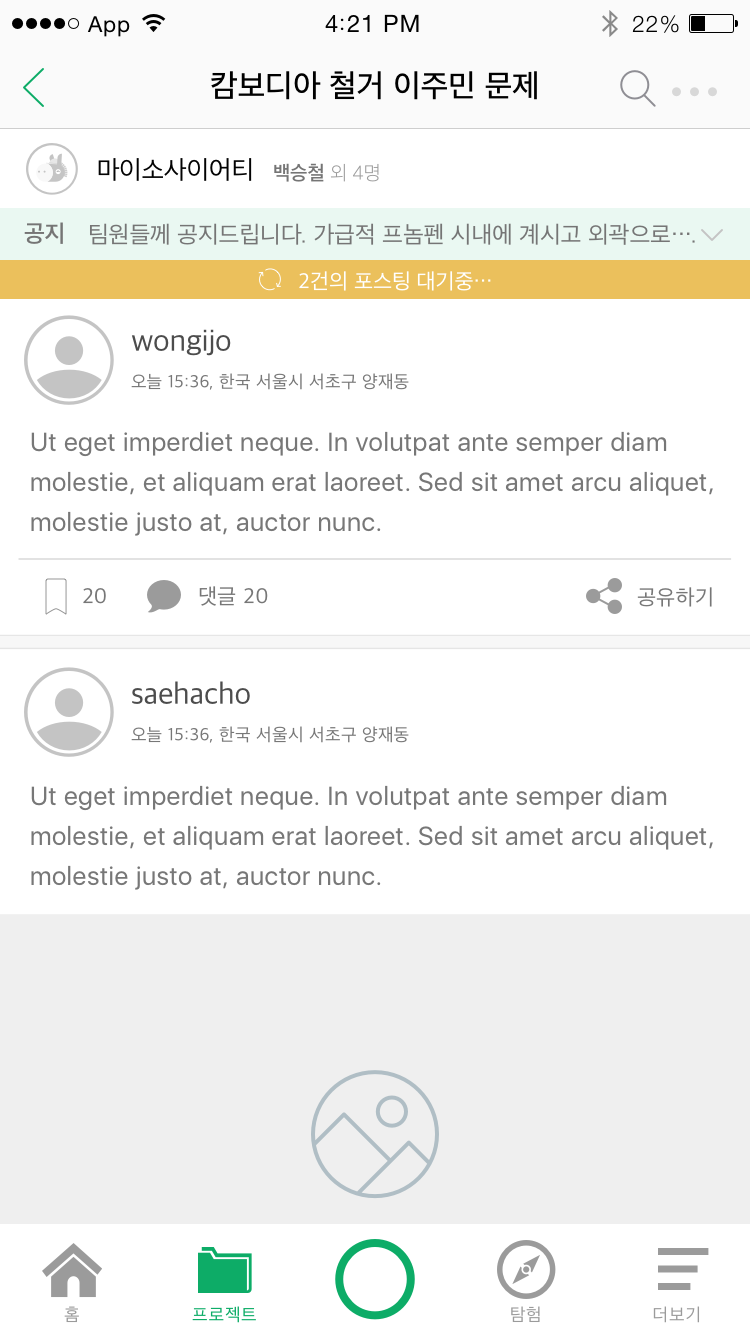 App 4:21 PM 22%
캄보디아 철거 이주민 문제
마이소사이어티 백승철 외 4명
공지 팀원들께 공지드립니다. 가급적 프놈펜 시내에 계시고 외곽으로···.
2건의 포스팅 대기중···
wongijo
오늘 15:36, 한국 서울시 서초구 양재동
Ut eget imperdiet neque. In volutpat ante semper diam
molestie, et aliquam erat laoreet. Sed sit amet arcu aliquet,
molestie justo at, auctor nunc.
20 댓글 20 공유하기
saehacho
오늘 15:36, 한국 서울시 서초구 양재동
Ut eget imperdiet neque. In volutpat ante semper diam
molestie, et aliquam erat laoreet. Sed sit amet arcu aliquet,
molestie justo at, auctor nunc.
홈 프로젝트 탐험 더보기